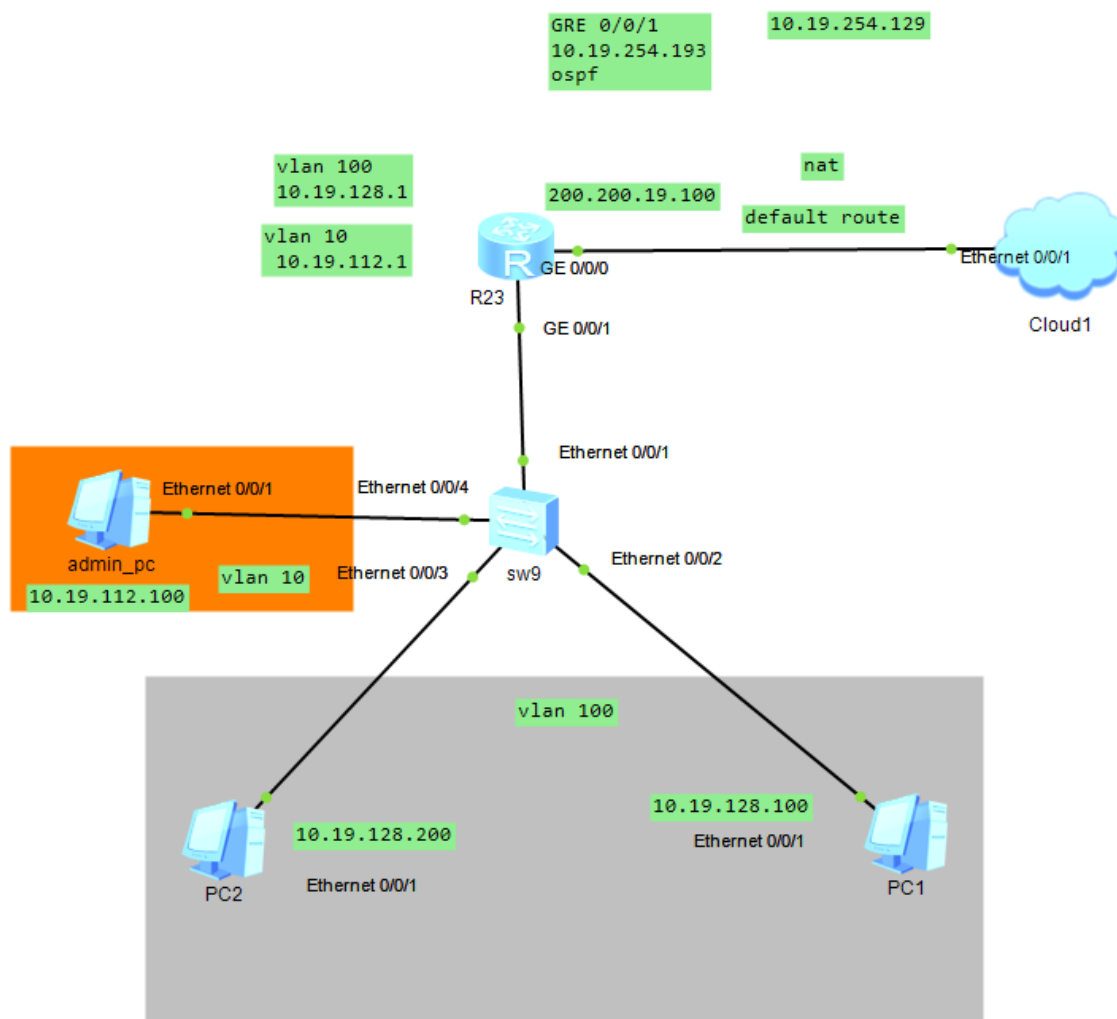 GRE 0/0/1
10.19.254.193
ospf
10.19.254.129
vlan 100
10.19.128.1
nat
200.200.19.100
default route
vlan 10
10.19.112.1
GE 0/0/0
Ethernet 0/0/1
R
R23
Cloud1
GE 0/0/1
Ethernet 0/0/1
Ethernet 0/0/1
Ethernet 0/0/4
admin_pc
Ethernet 0/0/3
sw9
Ethernet 0/0/2
vlan 10
10.19.112.100
vlan 100
10.19.128.100
10.19.128.200
Ethernet 0/0/1
Ethernet 0/0/1
PC2
PC1